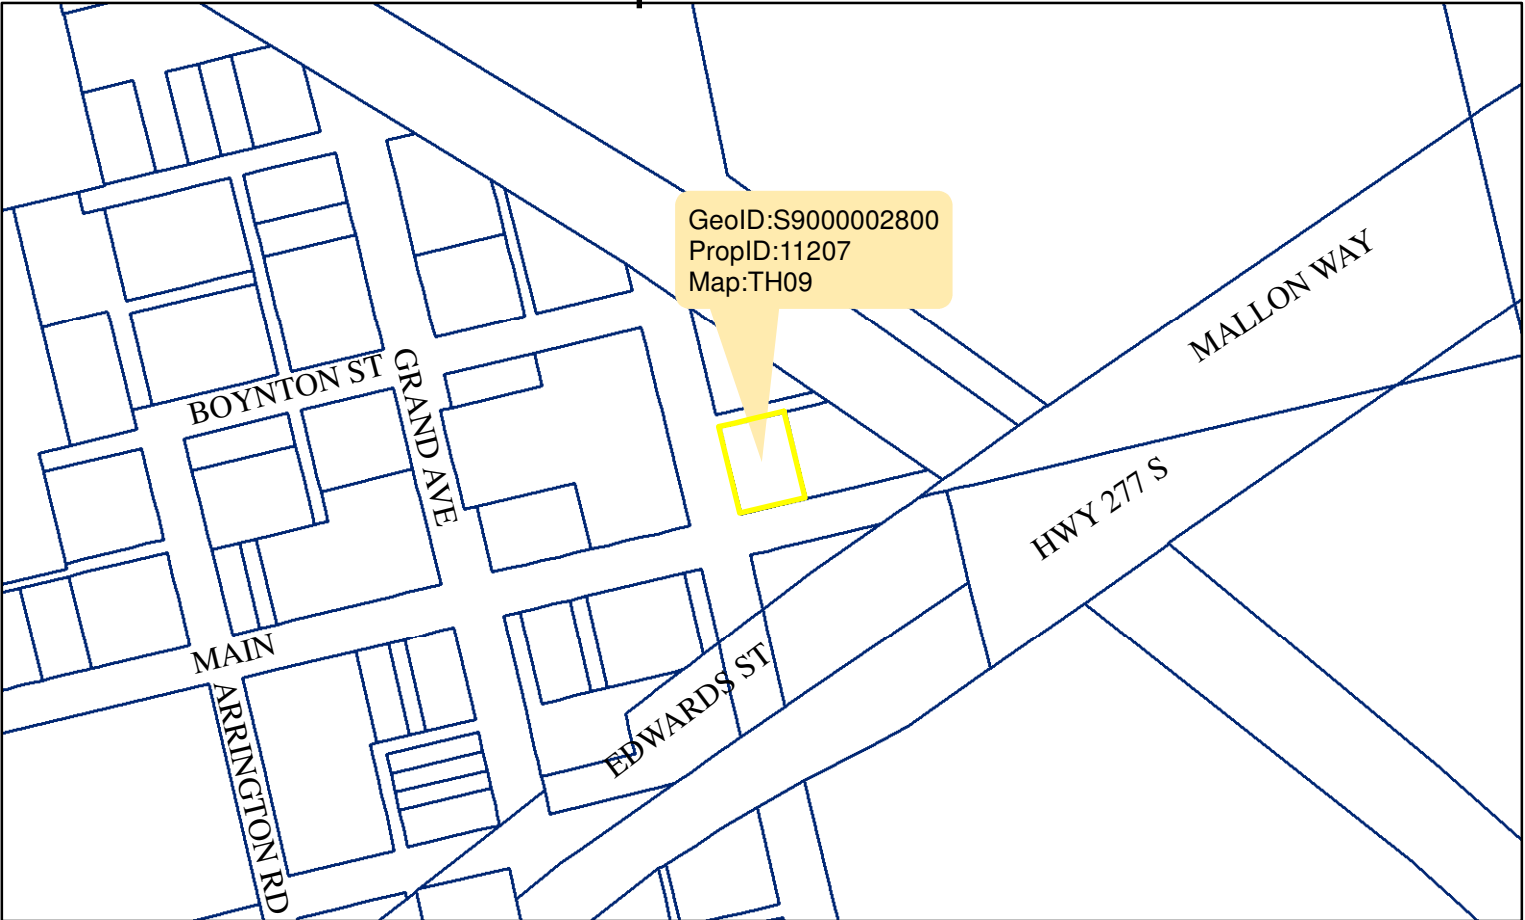 GeoID:S9000002800
PropID:11207
Map:TH09
MALLON WAY
BOYNTON ST
GRAND AVE
HWY 277 S
MAIN
EDWARDS ST
ARRINGTON RD